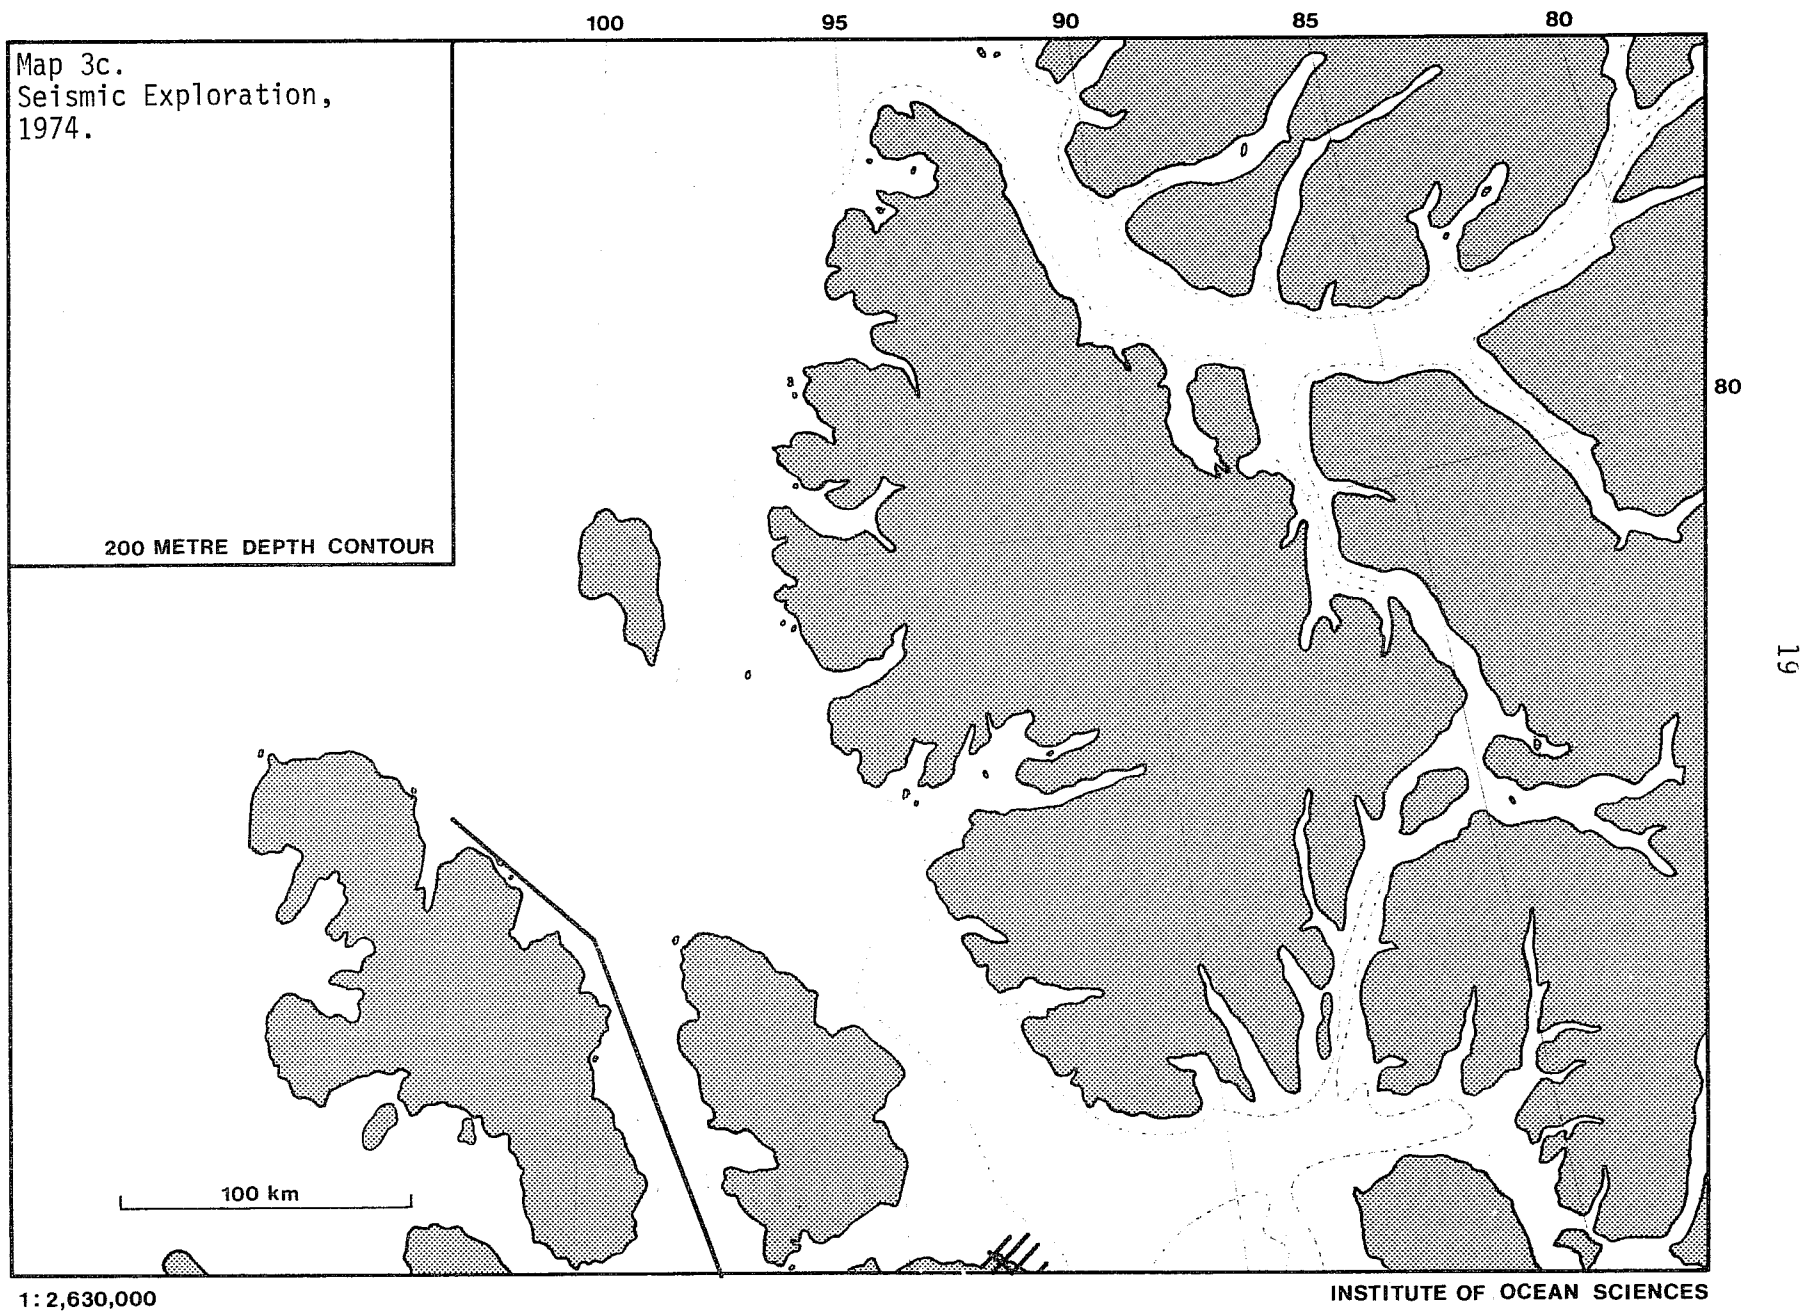 100 95 90 85 80
Map 3c.
Seismic Exploration,
1974.
200 METRE DEPTH CONTOUR
80
19
100 km
1:2,630,000
INSTITUTE OF OCEAN SCIENCES